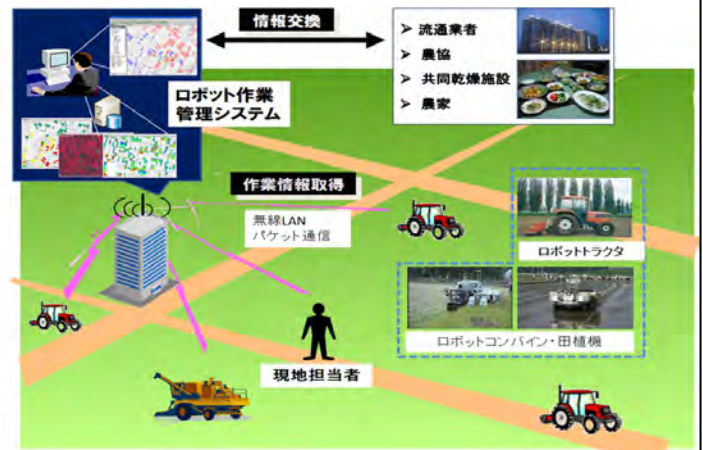 情報交換
➢ 流通業者
➢ 農協
➢ 共同乾燥施設
➢ 農家
ロボット作業
管理システム
作業情報取得
無線LAN
パケット通信
ロボットトラクタ
ロボットコンバイン・田植機
現地担当者